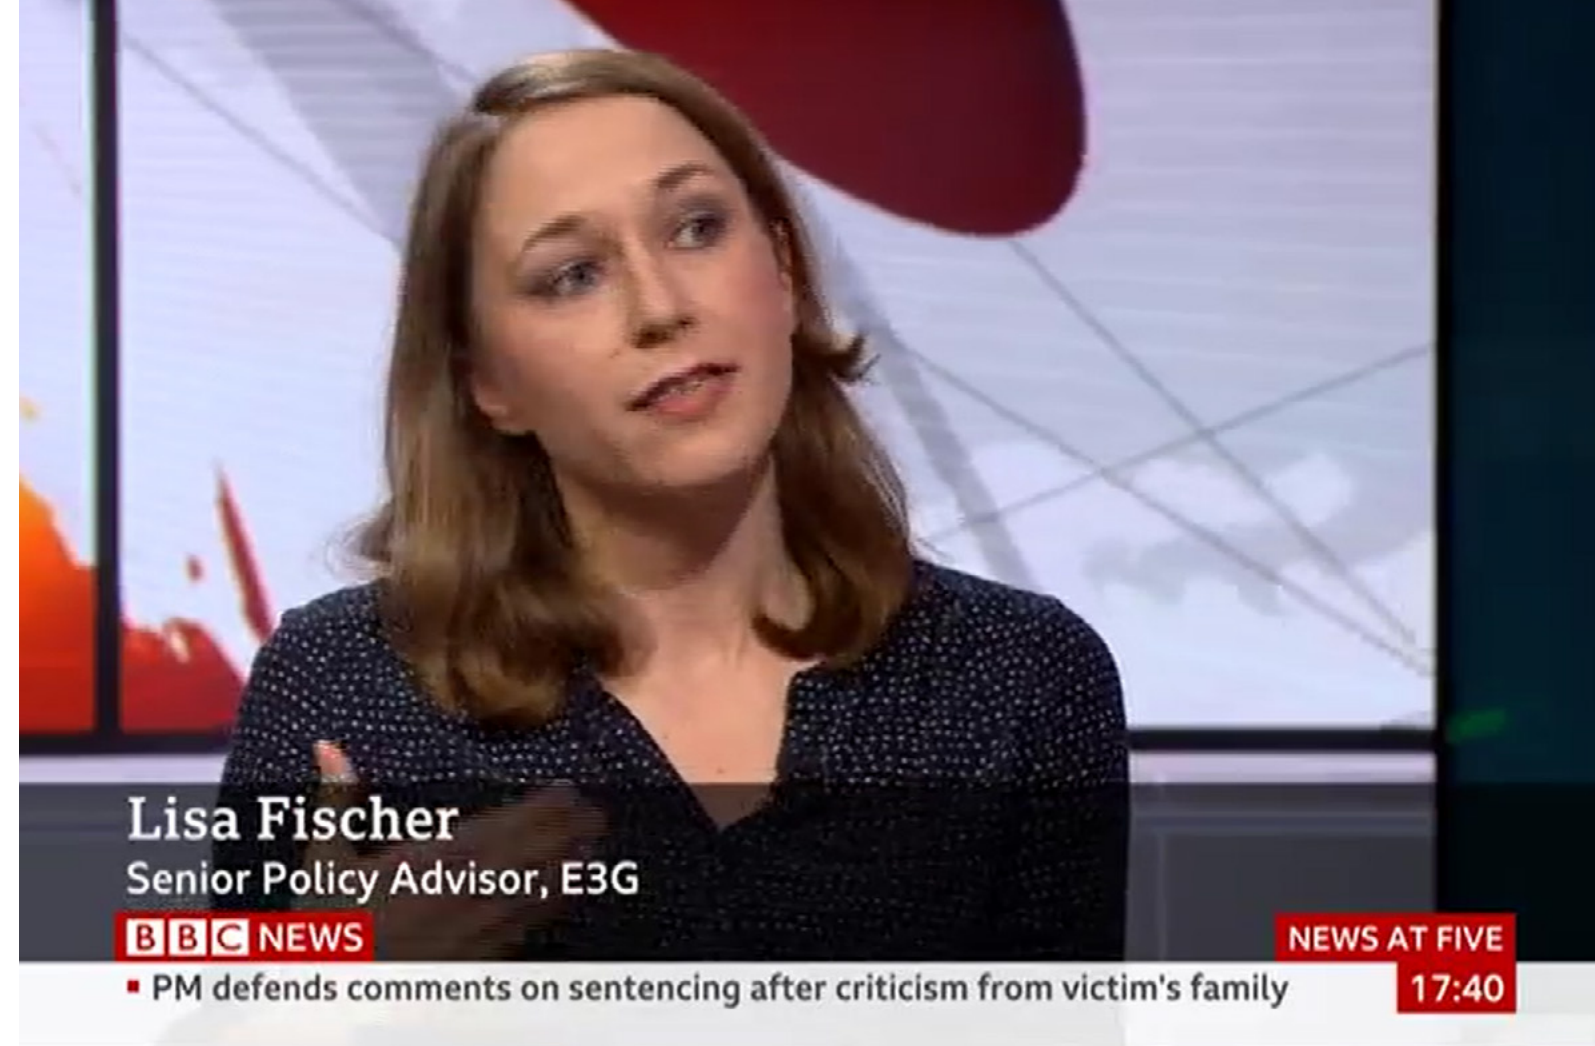 Lisa Fischer
Senior Policy Advisor, E3G
BBC NEWS
NEWS AT FIVE
PM defends comments on sentencing after criticism from victim's family
17:40